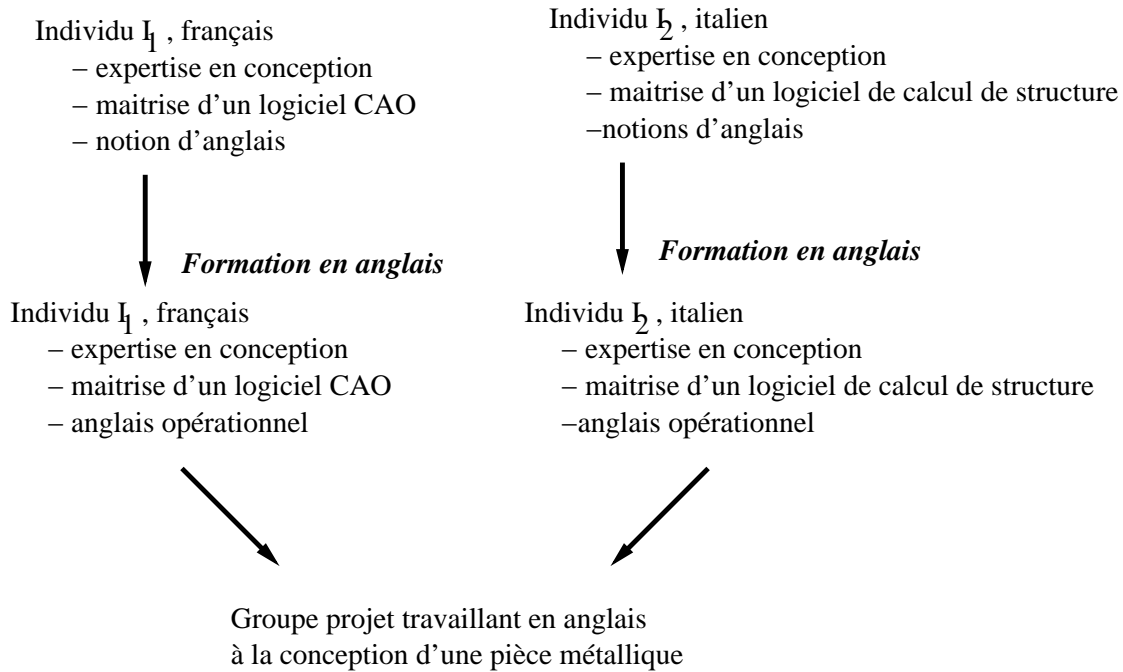 Individu I1 , français
– expertise en conception
– maitrise d'un logiciel CAO
– notion d'anglais
Individu I2 , italien
– expertise en conception
– maitrise d'un logiciel de calcul de structure
–notions d'anglais
Formation en anglais
Formation en anglais
Individu I1 , français
– expertise en conception
– maitrise d'un logiciel CAO
– anglais opérationnel
Individu I2 , italien
– expertise en conception
– maitrise d'un logiciel de calcul de structure
–anglais opérationnel
Groupe projet travaillant en anglais
à la conception d'une pièce métallique